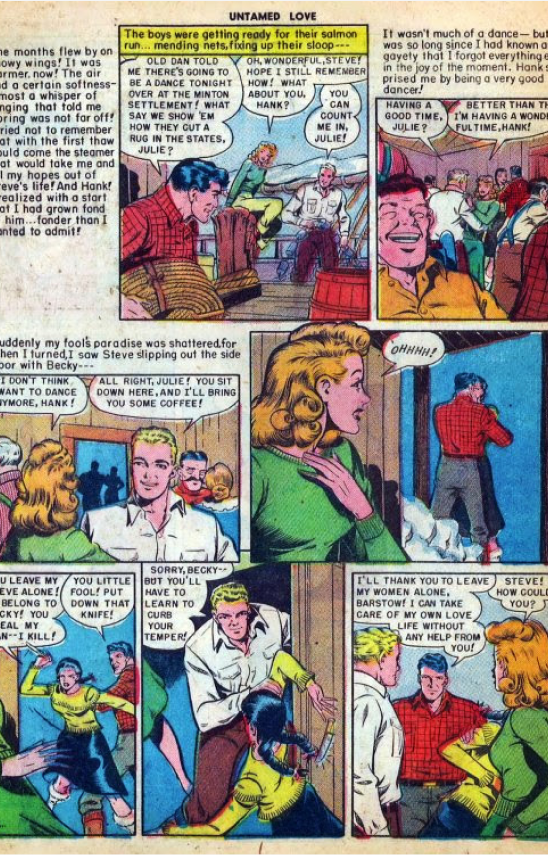 UNTAMED LOVE
he months flew by on
owy wings! It was
armer, now! The air
ad a certain softness–
most a whisper of
nging that told me
pring was not far off!
ried not to remember
at with the first thaw
ould come the steamer
at would take me and
l my hopes out of
eve's life! And Hank!
realized with a start
at I had grown fond
him...fonder than I
anted to admit!
The boys were getting ready for their salmon
run... mending nets, fixing up their sloop---
OLD DAN TOLD
ME THERE'S GOING TO
BE A DANCE TONIGHT
OVER AT THE MINTON
SETTLEMENT! WHAT
SAY WE SHOW 'EM
HOW THEY CUT A
RUG IN THE STATES,
JULIE?
OH, WONDERFUL, STEVE! I
HOPE I STILL REMEMBER
HOW! WHAT
ABOUT YOU,
HANK?
YOU
CAN
COUNT
ME IN,
JULIE!
It wasn't much of a dance— but
was so long since I had known a
gayety that I forgot everything e
in the joy of the moment. Hank s
prised me by being a very good
dancer!
HAVING A
GOOD TIME,
JULIE?
BETTER THAN TH
I'M HAVING A WONDE
FUL TIME, HANK!
uddenly my fool's paradise was shattered, for
hen I turned, I saw Steve slipping out the side
oor with Becky---
I DON'T THINK
WANT TO DANCE
NYMORE, HANK!
ALL RIGHT, JULIE! YOU SIT
DOWN HERE, AND I'LL BRING
YOU SOME COFFEE!
OHHHH!
U LEAVE MY
EVE ALONE!
BELONG TO
CKY! YOU
EAL MY
AN--I KILL!
YOU LITTLE
FOOL! PUT
DOWN THAT
KNIFE!
SORRY, BECKY--
BUT YOU'LL
HAVE TO
LEARN TO
CURB
YOUR
TEMPER!
I'LL THANK YOU TO LEAVE
MY WOMEN ALONE,
BARSTOW! I CAN TAKE
CARE OF MY OWN LOVE
LIFE WITHOUT
ANY HELP FROM
YOU!
STEVE!
HOW COULD
YOU?